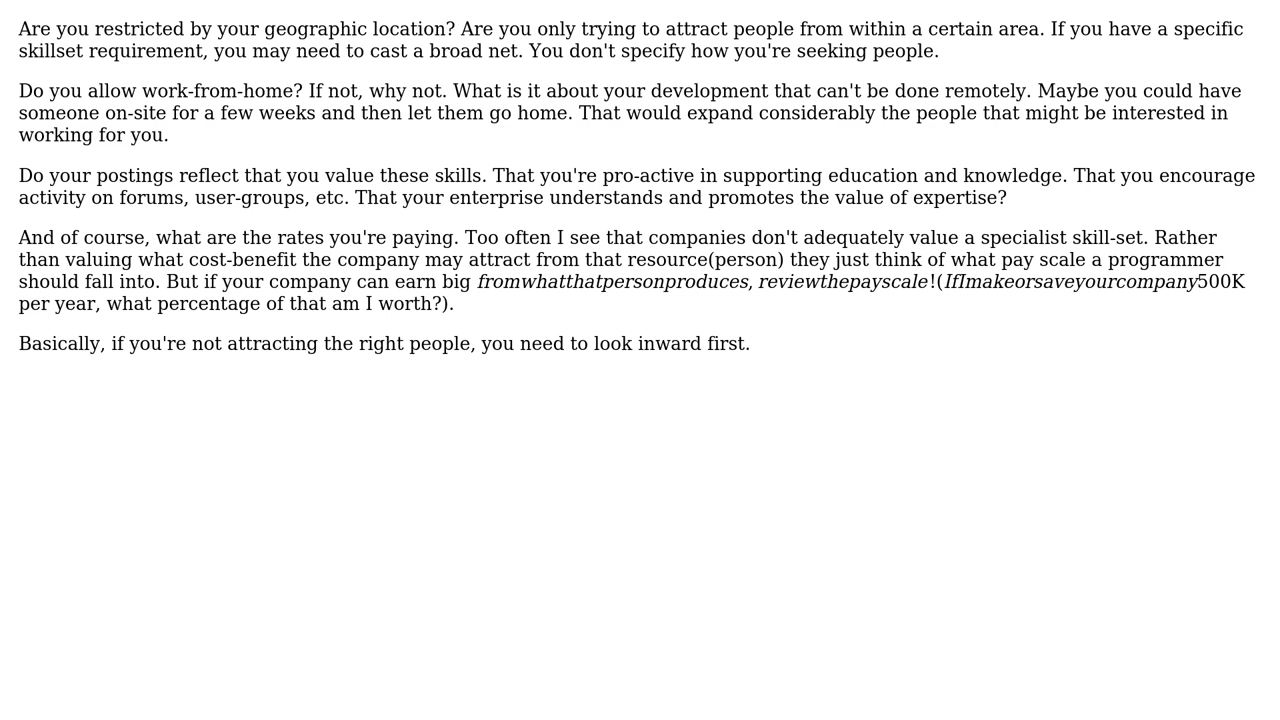 Are you restricted by your geographic location? Are you only trying to attract people from within a certain area. If you have a specific
skillset requirement, you may need to cast a broad net. You don't specify how you're seeking people.
Do you allow work-from-home? If not, why not. What is it about your development that can't be done remotely. Maybe you could have
someone on-site for a few weeks and then let them go home. That would expand considerably the people that might be interested in
working for you.
Do your postings reflect that you value these skills. That you're pro-active in supporting education and knowledge. That you encourage
activity on forums, user-groups, etc. That your enterprise understands and promotes the value of expertise?
And of course, what are the rates you're paying. Too often I see that companies don't adequately value a specialist skill-set. Rather
than valuing what cost-benefit the company may attract from that resource(person) they just think of what pay scale a programmer
should fall into. But if your company can earn big fromwhatthatpersonproduces, reviewthepayscale!(IfImakeorsaveyourcompany500K
per year, what percentage of that am I worth?).
Basically, if you're not attracting the right people, you need to look inward first.